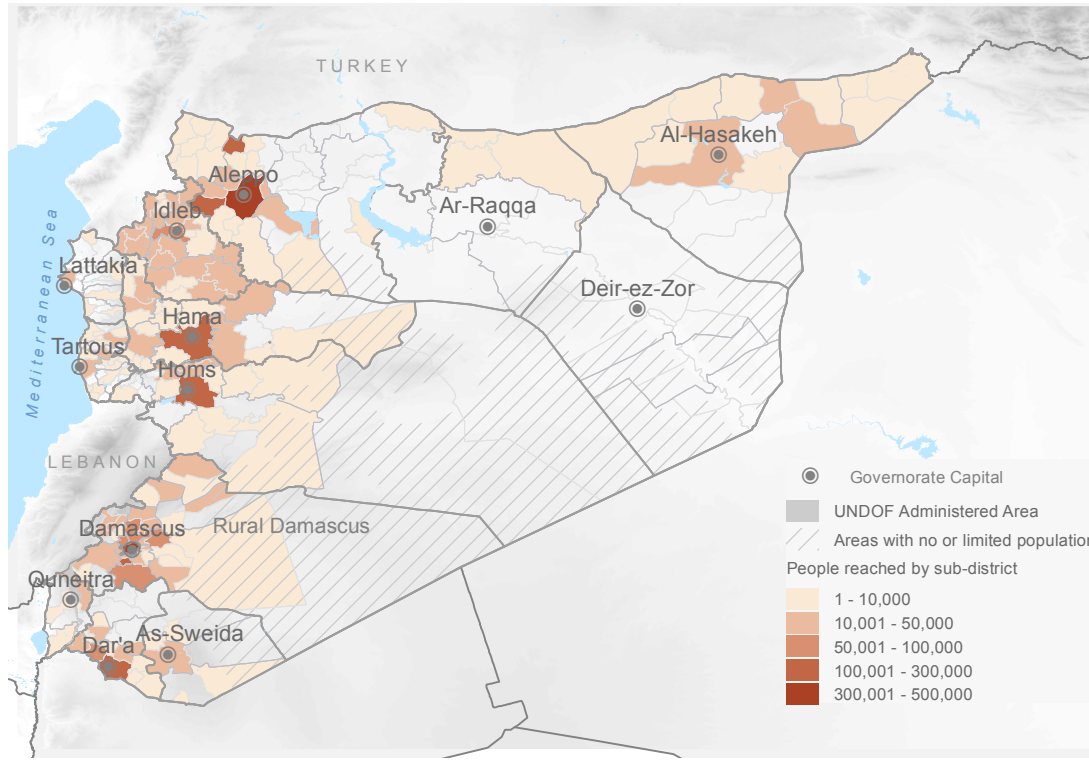 TURKEY
Al-Hasakeh
Aleppo
Ar-Raqqa
Idleb
Mediterranean Sea
Lattakia
Deir-ez-Zor
Hama
Tartous
Homs
LEBANON
Governorate Capital
UNDOF Administered Area
Damascus
Rural Damascus
Areas with no or limited population
People reached by sub-district
Quneitra
1 - 10,000
10,001 - 50,000
As-Sweida
Dar'a
50,001 - 100,000
100,001 - 300,000
300,001 - 500,000